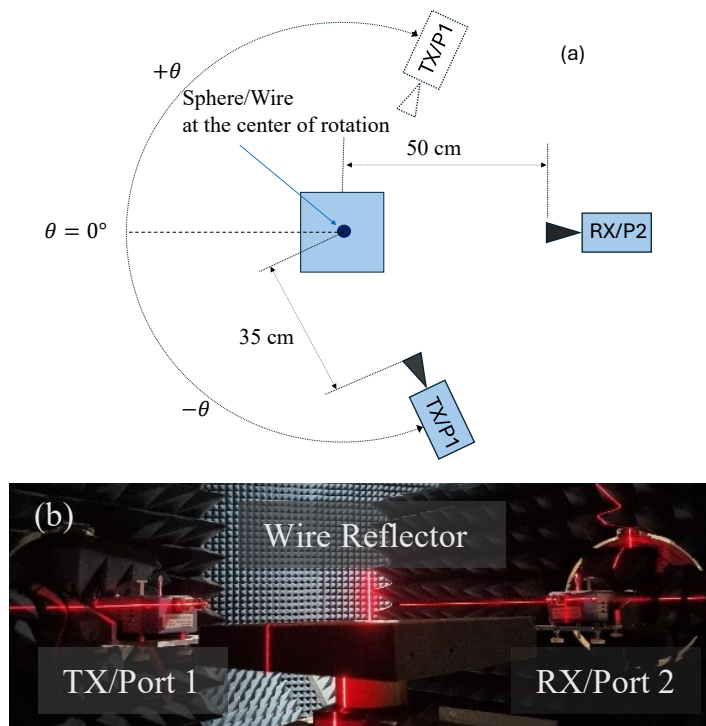 TX/P1
(a)
+θ
Sphere/Wire
at the center of rotation
50 cm
θ = 0°
RX/P2
35 cm
−θ
TX/P1
(b)
Wire Reflector
TX/Port 1
RX/Port 2